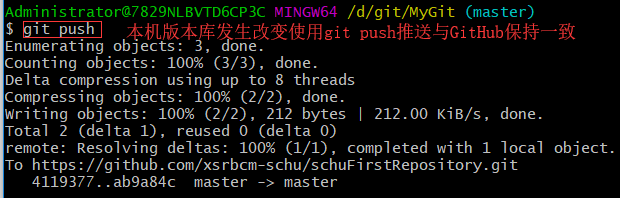 Administrator@7829NLBVTD6CP3C MINGW64 /d/git/MyGit (master)
$ git push 本机版本库发生改变使用git push推送与GitHub保持一致
Enumerating objects: 3, done.
Counting objects: 100% (3/3), done.
Delta compression using up to 8 threads
Compressing objects: 100% (2/2), done.
Writing objects: 100% (2/2), 212 bytes | 212.00 KiB/s, done.
Total 2 (delta 1), reused 0 (delta 0)
remote: Resolving deltas: 100% (1/1), completed with 1 local object.
To https://github.com/xsrbcm-schu/schuFirstRepository.git
   4119377..ab9a84c  master -> master